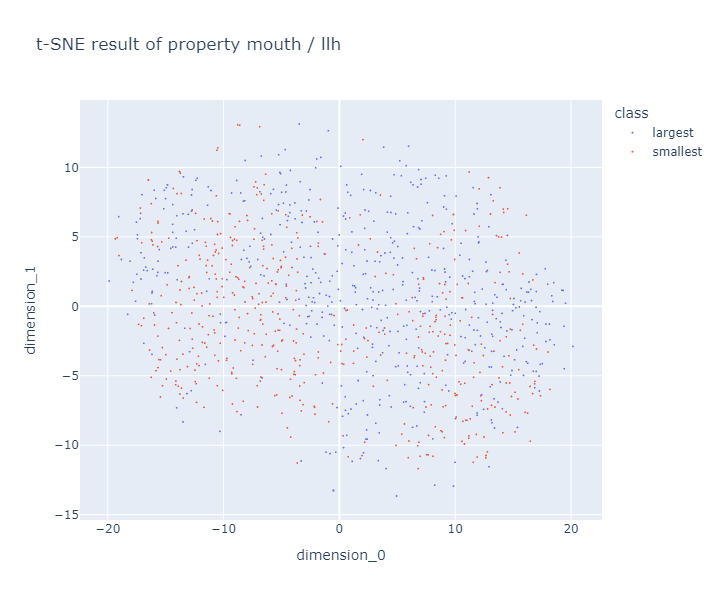 t-SNE result of property mouth / llh
class
largest
smallest
10
5
0
−5
−10
−15
dimension_1
−20
−10
0
10
20
dimension_0